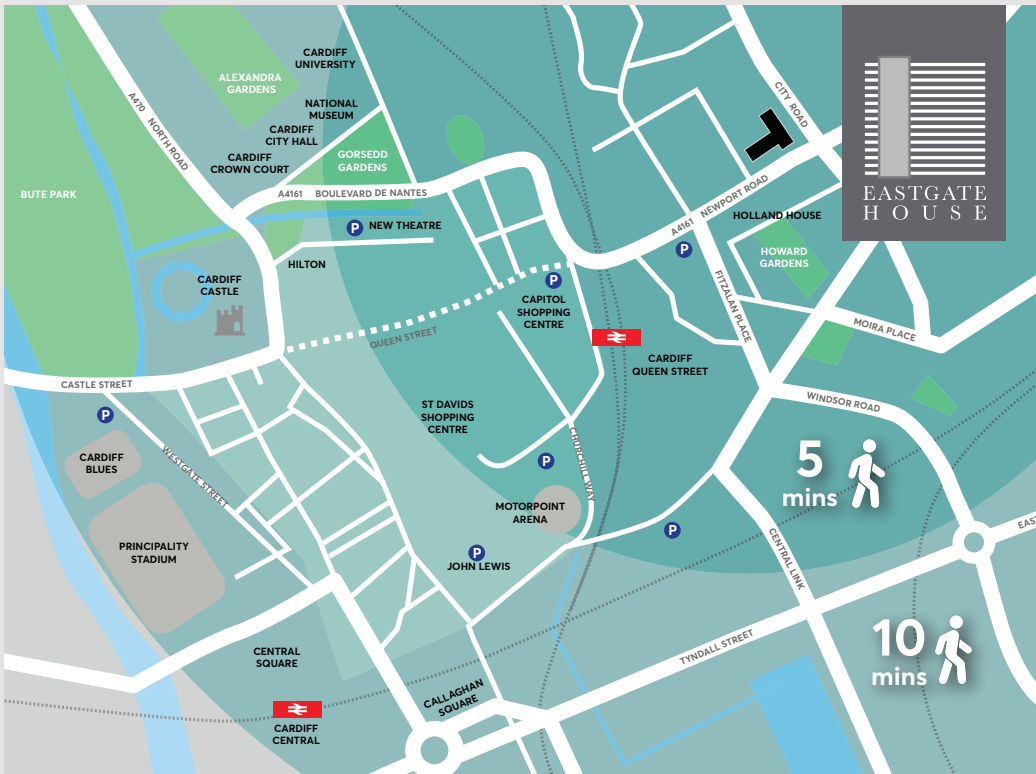 CARDIFF
UNIVERSITY
ALEXANDRA
GARDENS
NATIONAL
MUSEUM
CARDIFF
CITY HALL
CARDIFF
CROWN COURT
GORSEDD
GARDENS
A470 NORTH ROAD
CITY ROAD
EASTGATE
HOUSE
BUTE PARK
A4161 BOULEVARD DE NANTES
A4161 NEWPORT ROAD
P NEW THEATRE
HOLLAND HOUSE
P
HOWARD
GARDENS
HILTON
CARDIFF
CASTLE
P
CAPITOL
SHOPPING
CENTRE
FITZALAN PLACE
MOIRA PLACE
QUEEN STREET
CARDIFF
QUEEN STREET
CASTLE STREET
P
WINDSOR ROAD
ST DAVIDS
SHOPPING
CENTRE
CHURCHILL WAY
5
mins
CARDIFF
BLUES
WESTGATE STREET
P
MOTORPOINT
ARENA
P
EAS
PRINCIPALITY
STADIUM
P
JOHN LEWIS
CENTRAL LINK
10
mins
TYNDALL STREET
CENTRAL
SQUARE
CALLAGHAN
SQUARE
CARDIFF
CENTRAL